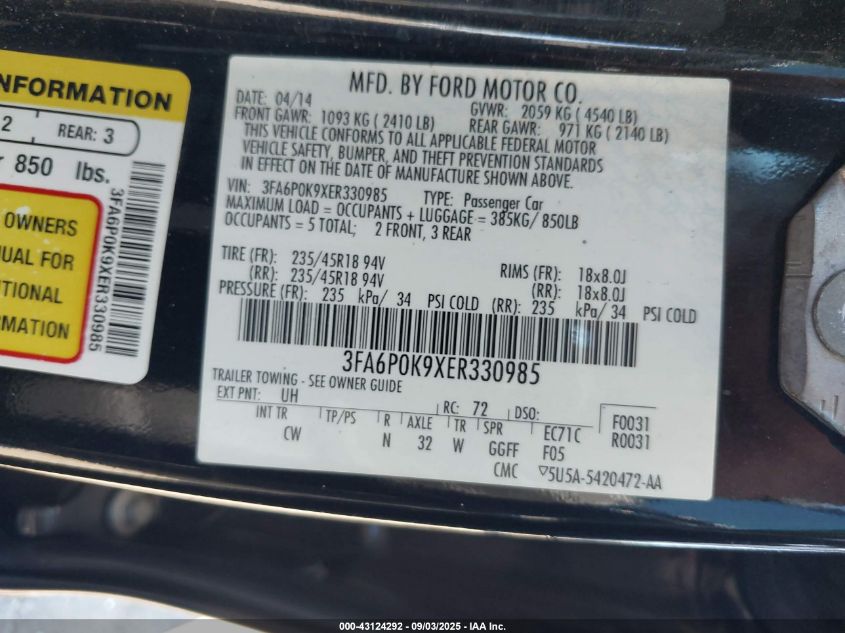 INFORMATION
2
REAR: 3
850 lbs.
OWNERS
FOR
3FA6P0K9XER330985
MFD. BY FORD MOTOR CO.
DATE: 04/14
GVWR: 2059 KG ( 4540 LB)
FRONT GAWR: 1093 KG ( 2410 LB)
REAR GAWR: 971 KG ( 2140 LB)
THIS VEHICLE CONFORMS TO ALL APPLICABLE FEDERAL MOTOR
VEHICLE SAFETY, BUMPER, AND THEFT PREVENTION STANDARDS
IN EFFECT ON THE DATE OF MANUFACTURE SHOWN ABOVE.
VIN: 3FA6P0K9XER330985 TYPE: Passenger Car
MAXIMUM LOAD = OCCUPANTS + LUGGAGE = 385KG/ 850LB
OCCUPANTS = 5 TOTAL; 2 FRONT, 3 REAR
TIRE (FR): 235/45R18 94V RIMS (FR): 18x8.0J
(RR): 235/45R18 94V (RR): 18x8.0J
PRESSURE (FR): 235 kPa/ 34 PSI COLD (RR): 235 kPa/ 34 PSI COLD
3FA6P0K9XER330985
TRAILER TOWING - SEE OWNER GUIDE
EXT PNT: UH RC: 72 DSO: F0031
INT TR TP/PS R AXLE TR SPR EC71C R0031
CW N 32 W GGFF F05
CMC ▽5U5A-5420472-AA
000-43124292 - 09/03/2025 - IAA Inc.